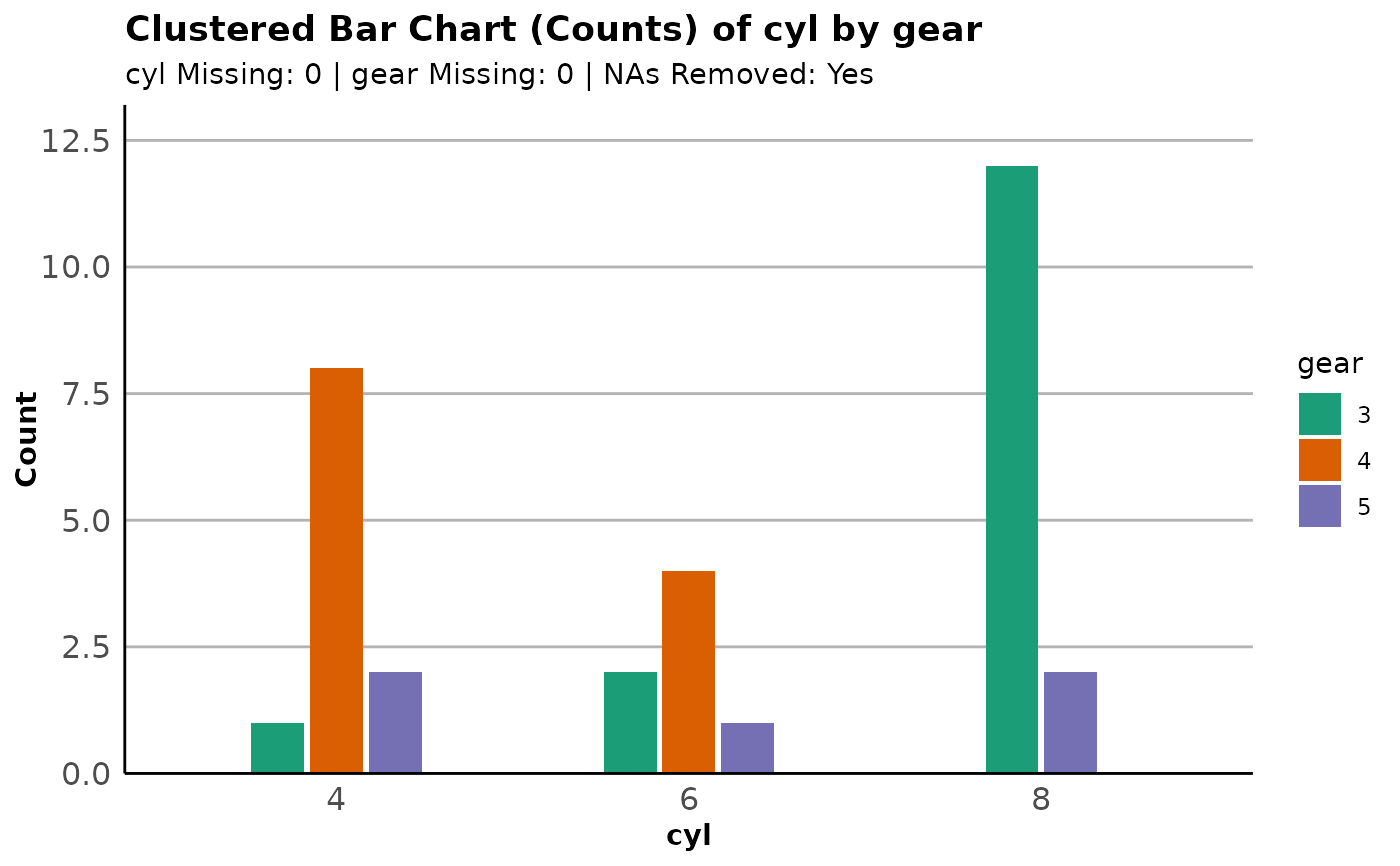 Clustered Bar Chart (Counts) of cyl by gear
cyl Missing: 0 | gear Missing: 0 | NAs Removed: Yes
12.5
10.0
7.5
5.0
2.5
0.0
Count
4
6
8
cyl
gear
3
4
5